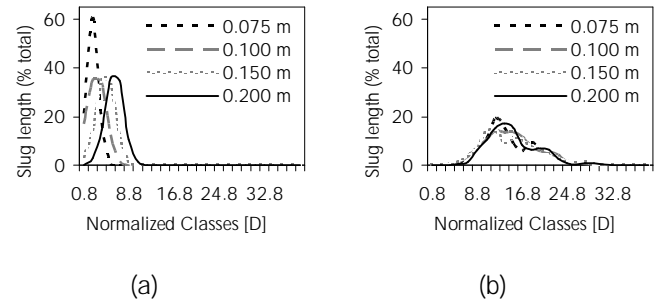 Slug length (% total)
60
40
20
0
0.075 m
0.100 m
0.150 m
0.200 m
0.8 8.8 16.8 24.8 32.8
Normalized Classes [D]
(a)
Slug length (% total)
60
40
20
0
0.075 m
0.100 m
0.150 m
0.200 m
0.8 8.8 16.8 24.8 32.8
Normalized Classes [D]
(b)